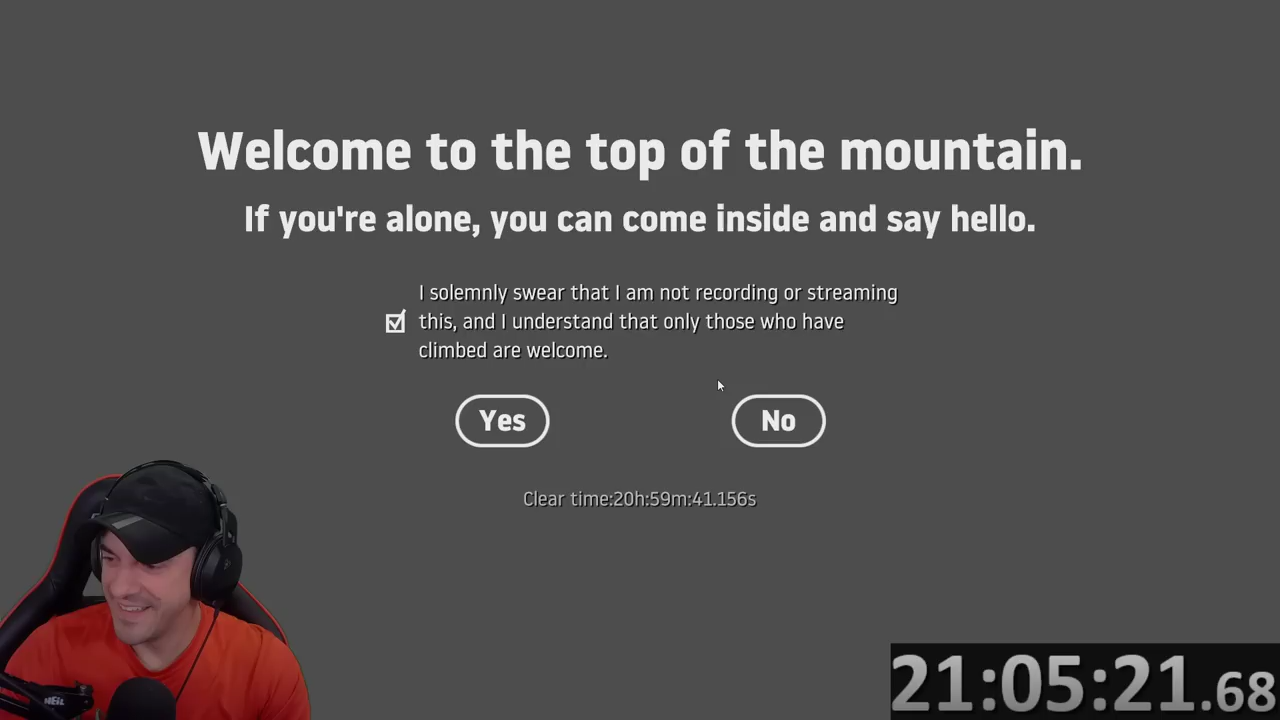 Welcome to the top of the mountain.
If you're alone, you can come inside and say hello.
I solemnly swear that I am not recording or streaming
this, and I understand that only those who have
climbed are welcome.
Yes
No
Clear time:20h:59m:41.156s
NEIL
21:05:21.68